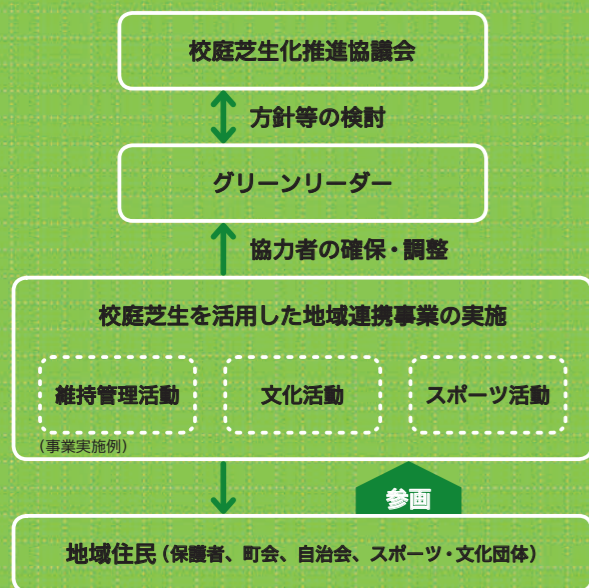 校庭芝生化推進協議会
方針等の検討
グリーンリーダー
協力者の確保・調整
校庭芝生を活用した地域連携事業の実施
維持管理活動
文化活動
スポーツ活動
(事業実施例)
参画
地域住民(保護者、町会、自治会、スポーツ・文化団体)